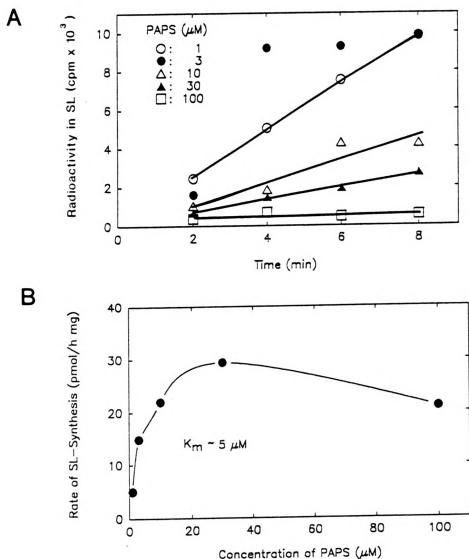 A
Radioactivity in SL (cpm x 10³)
10
8
6
4
2
0
PAPS (μM)
○ : 1
● : 3
△ : 10
▲ : 30
□ : 100
0 2 4 6 8
Time (min)
B
Rate of SL-Synthesis (pmol/h mg)
40
30
20
10
0
Km ~ 5 μM
0 20 40 60 80 100
Concentration of PAPS (μM)